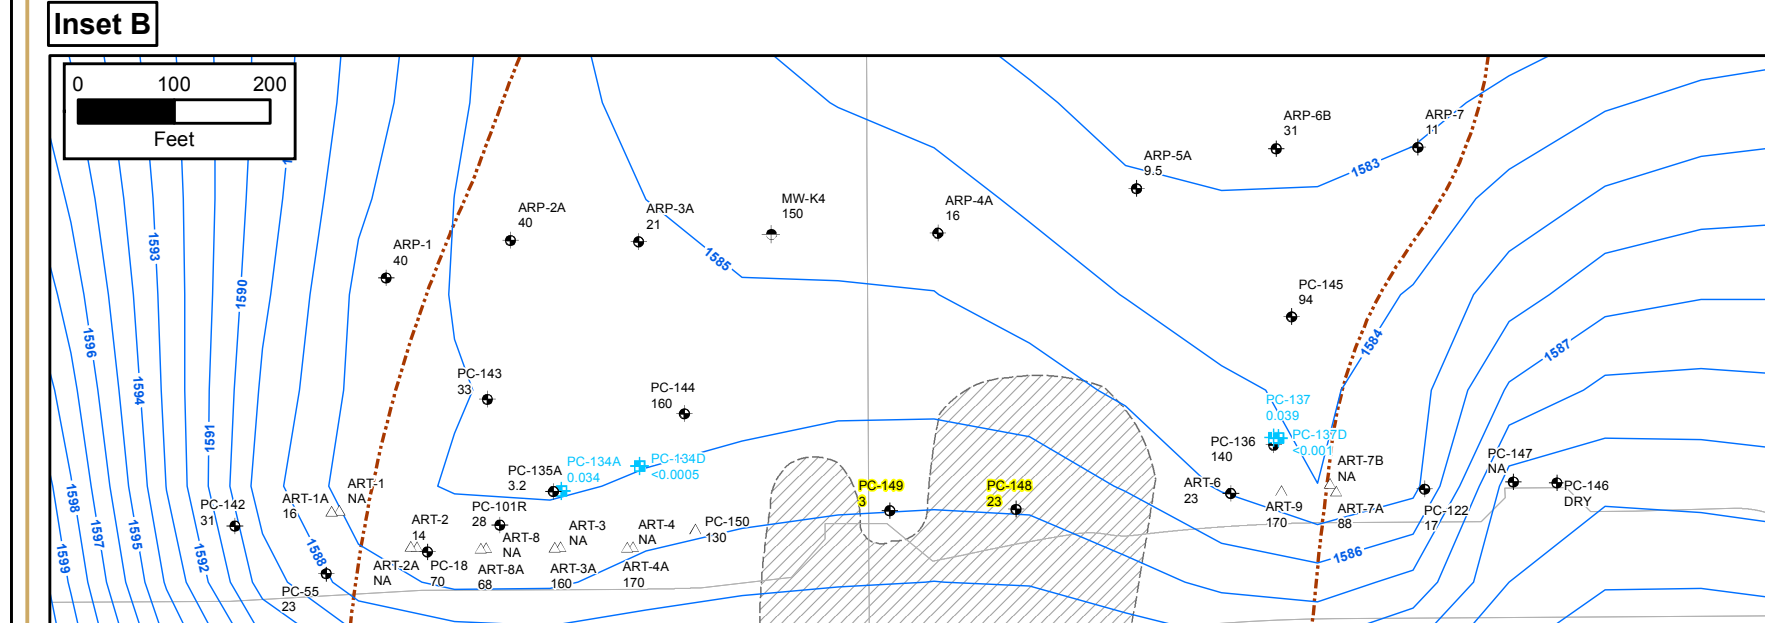 Inset B
0 100 200
Feet
ARP-6B
31
ARP-7
11
ARP-5A
9.5
1583
MW-K4
150
ARP-4A
16
ARP-2A
40
ARP-3A
21
ARP-1
40
1593
1585
1590
PC-145
94
1596
1584
1587
PC-143
33
PC-144
160
1594
PC-137
0.039
1591
PC-136
140
PC-137D
<0.001
PC-135A
3.2
PC-134A
0.034
PC-134D
<0.0005
PC-147
NA
ART-7B
NA
PC-149
3
PC-148
23
ART-6
23
PC-146
DRY
ART-1
NA
ART-1A
16
PC-142
31
1598
1597
1595
1592
1599
1588
ART-2
14
PC-101R
28
ART-8
NA
ART-3
NA
ART-4
NA
PC-150
130
ART-9
170
ART-7A
88
PC-122
17
1586
ART-2A
NA
PC-18
70
ART-8A
68
ART-3A
160
ART-4A
170
PC-55
23